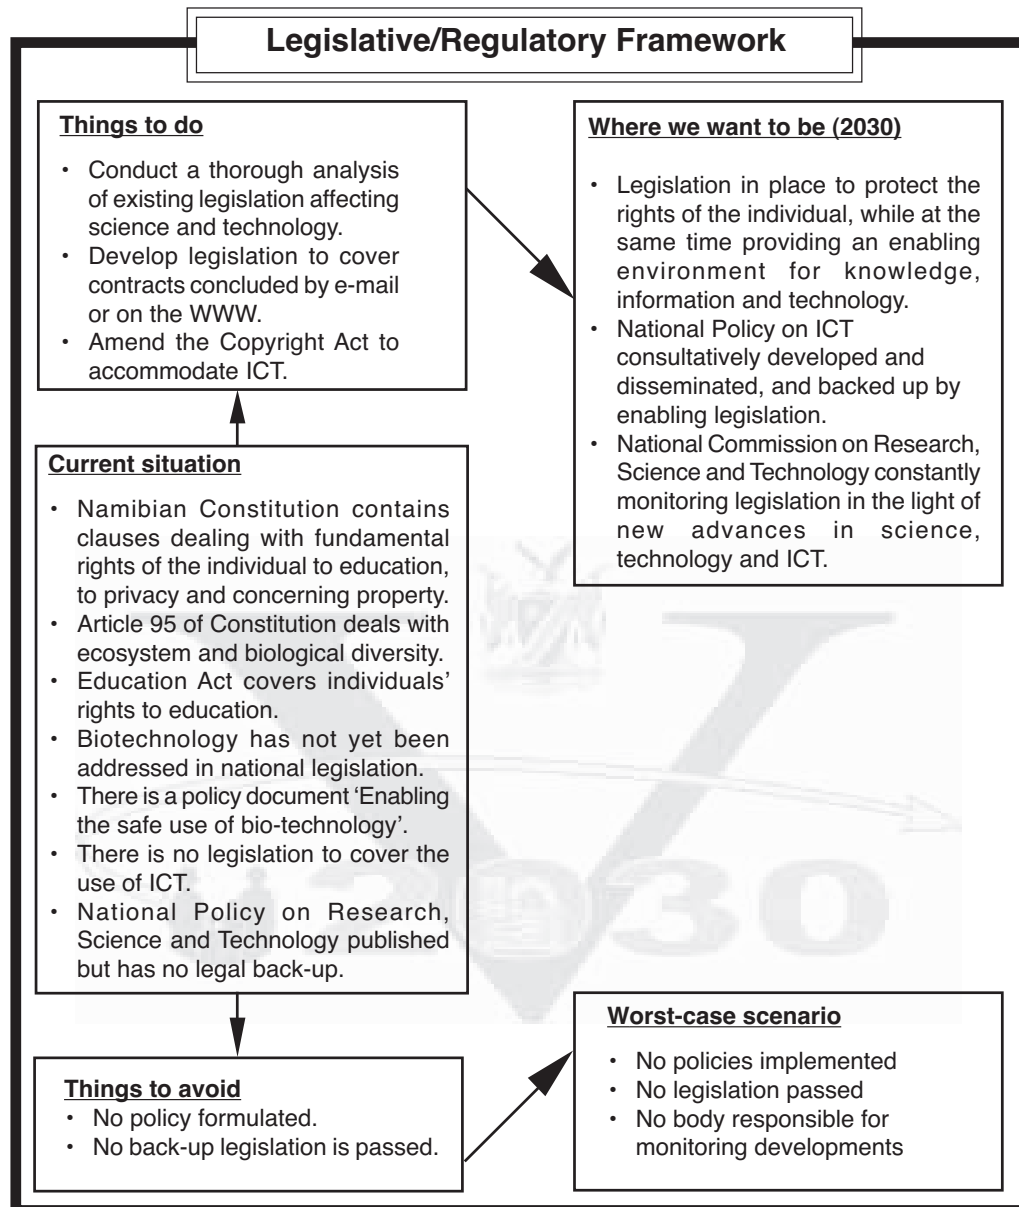 Legislative/Regulatory Framework
Things to do
• Conduct a thorough analysis
of existing legislation affecting
science and technology.
• Develop legislation to cover
contracts concluded by e-mail
or on the WWW.
• Amend the Copyright Act to
accommodate ICT.
Where we want to be (2030)
• Legislation in place to protect the
rights of the individual, while at the
same time providing an enabling
environment for knowledge,
information and technology.
• National Policy on ICT
consultatively developed and
disseminated, and backed up by
enabling legislation.
• National Commission on Research,
Science and Technology constantly
monitoring legislation in the light of
new advances in science,
technology and ICT.
Current situation
• Namibian Constitution contains
clauses dealing with fundamental
rights of the individual to education,
to privacy and concerning property.
• Article 95 of Constitution deals with
ecosystem and biological diversity.
• Education Act covers individuals’
rights to education.
• Biotechnology has not yet been
addressed in national legislation.
• There is a policy document ‘Enabling
the safe use of bio-technology’.
• There is no legislation to cover the
use of ICT.
• National Policy on Research,
Science and Technology published
but has no legal back-up.
Things to avoid
• No policy formulated.
• No back-up legislation is passed.
Worst-case scenario
• No policies implemented
• No legislation passed
• No body responsible for
monitoring developments
V
2030